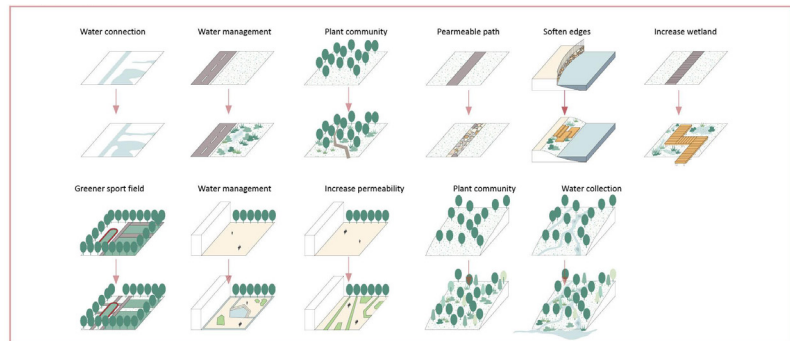 Water connection
Water management
Plant community
Pearmeable path
Soften edges
Increase wetland
Greener sport field
Water management
Increase permeability
Plant community
Water collection